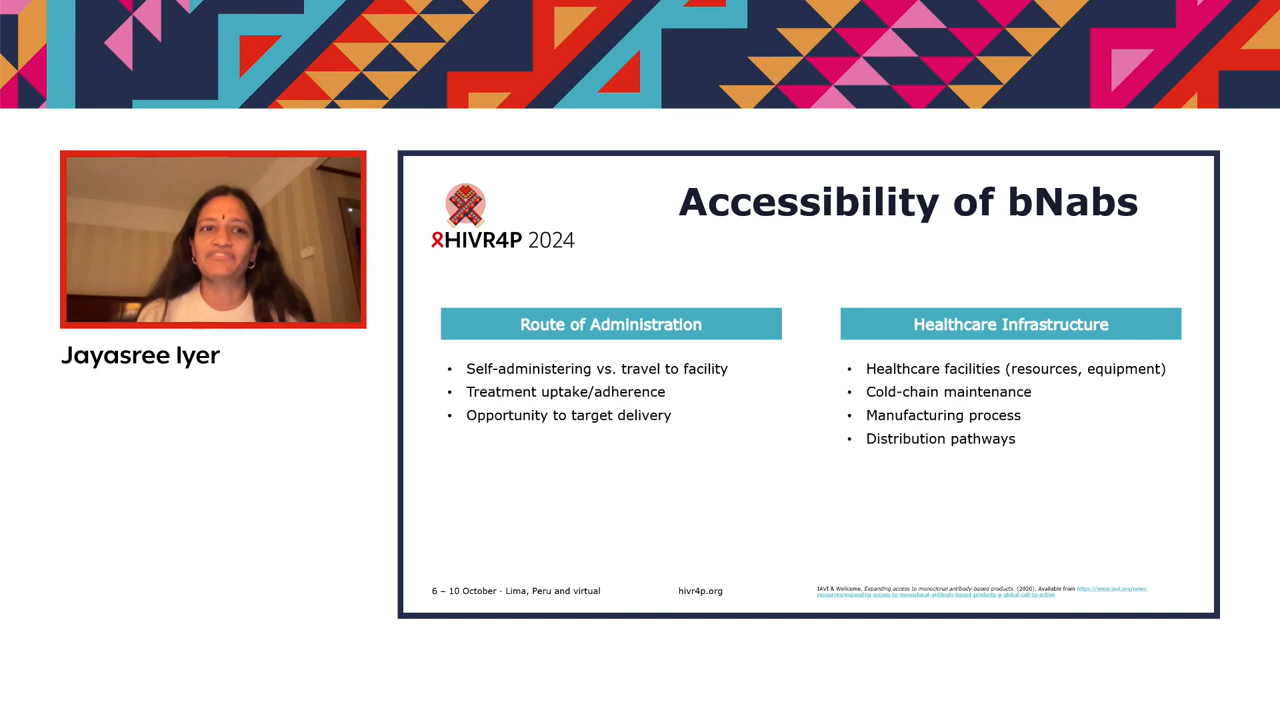 Jayasree Iyer
HIVR4P 2024
Accessibility of bNabs
Route of Administration
• Self-administering vs. travel to facility
• Treatment uptake/adherence
• Opportunity to target delivery
Healthcare Infrastructure
• Healthcare facilities (resources, equipment)
• Cold-chain maintenance
• Manufacturing process
• Distribution pathways
6 – 10 October · Lima, Peru and virtual
hivr4p.org
IAVI & Wellcome. Expanding access to monoclonal antibody-based products. (2020). Available from https://www.iavi.org/news-
resources/expanding-access-to-monoclonal-antibody-based-products-a-global-call-to-action